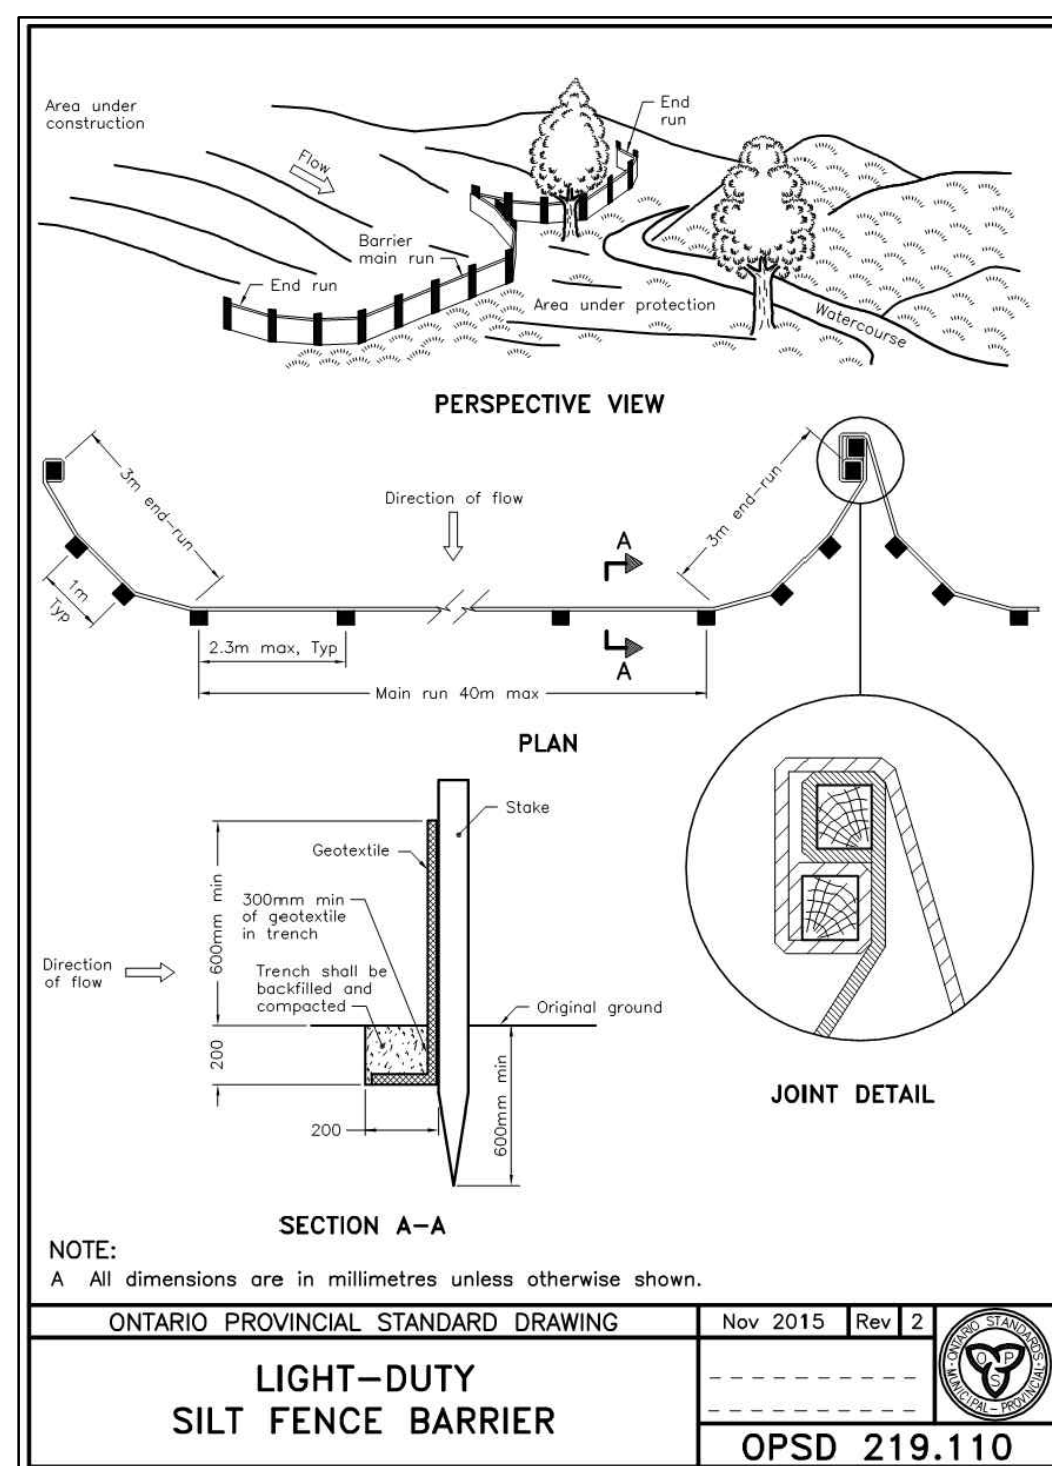 Area under
construction
Flow
End
run
Barrier
main run
End run
Area under protection
Watercourse
PERSPECTIVE VIEW
3m end-run
Direction of flow
3m end-run
A
1m
Typ
2.3m max, Typ
A
Main run 40m max
PLAN
Stake
Geotextile
600mm min
300mm min
of geotextile
in trench
Direction
of flow
Trench shall be
backfilled and
compacted
Original ground
200
600mm min
200
JOINT DETAIL
SECTION A-A
NOTE:
A All dimensions are in millimetres unless otherwise shown.
ONTARIO PROVINCIAL STANDARD DRAWING
Nov 2015
Rev
2
LIGHT-DUTY
SILT FENCE BARRIER
ONTARIO STANDARDS
MUNICIPAL - PROVINCIAL
O P
S
OPSD 219.110